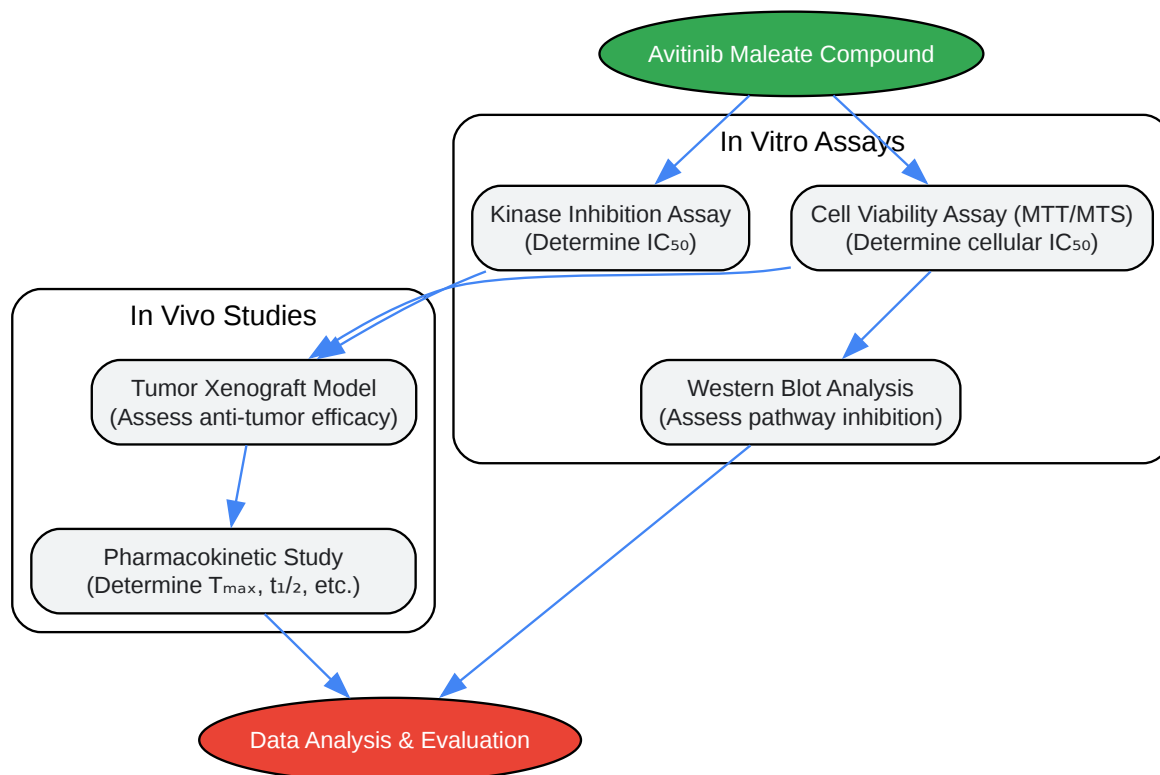 Avitinib Maleate Compound
In Vitro Assays
Kinase Inhibition Assay
(Determine IC₅₀)
Cell Viability Assay (MTT/MTS)
(Determine cellular IC₅₀)
In Vivo Studies
Tumor Xenograft Model
(Assess anti-tumor efficacy)
Western Blot Analysis
(Assess pathway inhibition)
Pharmacokinetic Study
(Determine Tₘₐₓ, t₁/₂, etc.)
Data Analysis & Evaluation